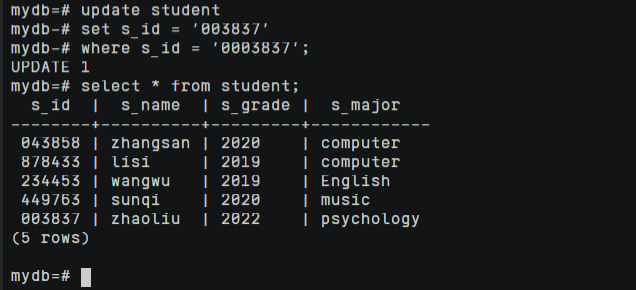 mydb=# update student
mydb-# set s_id = '003837'
mydb-# where s_id = '0003837';
UPDATE 1
mydb=# select * from student;
  s_id  |  s_name  | s_grade |  s_major
--------+----------+---------+------------
 043858 | zhangsan | 2020    | computer
 878433 | lisi     | 2019    | computer
 234453 | wangwu   | 2019    | English
 449763 | sunqi    | 2020    | music
 003837 | zhaoliu  | 2022    | psychology
(5 rows)
mydb=#